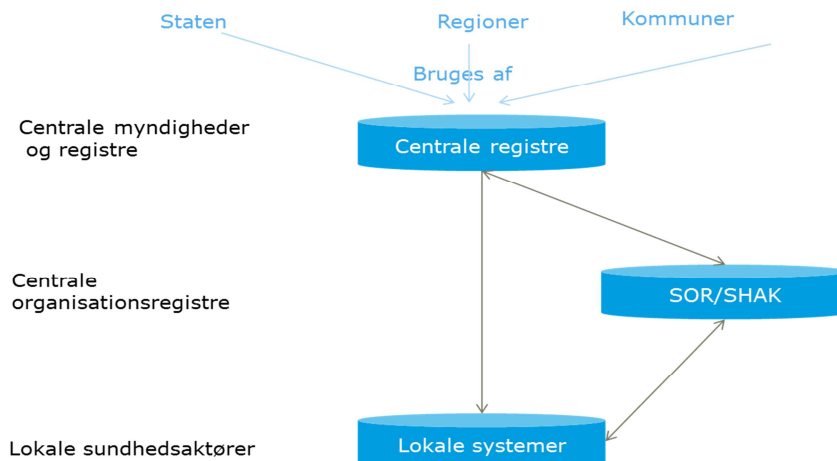 Staten
Regioner
Kommuner
Bruges af
Centrale myndigheder
og registre
Centrale registre
Centrale
organisationsregistre
SOR/SHAK
Lokale sundhedsaktører
Lokale systemer